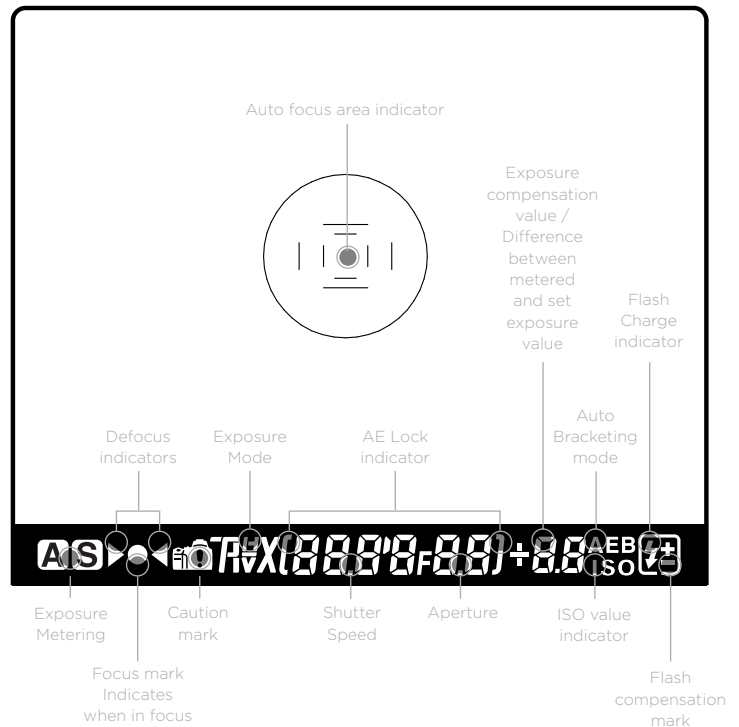 Auto focus area indicator
Exposure
compensation
value /
Difference
between
metered
and set
exposure
value
Flash
Charge
indicator
Defocus
indicators
Exposure
Mode
AE Lock
indicator
Auto
Bracketing
mode
AEB
ISO
Exposure
Metering
Caution
mark
Shutter
Speed
Aperture
ISO value
indicator
Focus mark
Indicates
when in focus
Flash
compensation
mark